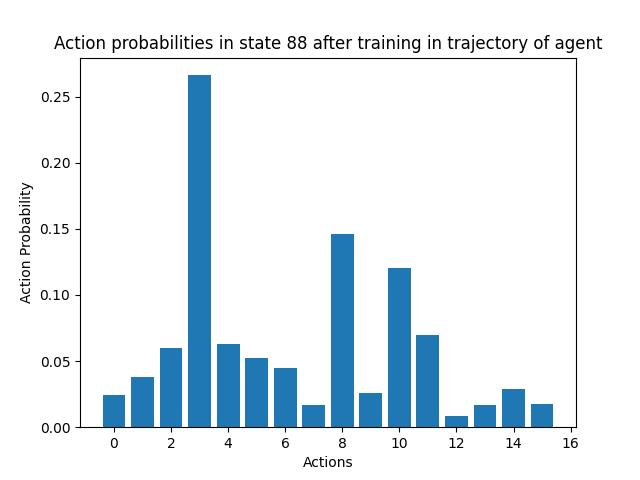 Action probabilities in state 88 after training in trajectory of agent
Action Probability
0.25
0.20
0.15
0.10
0.05
0.00
0 2 4 6 8 10 12 14 16
Actions